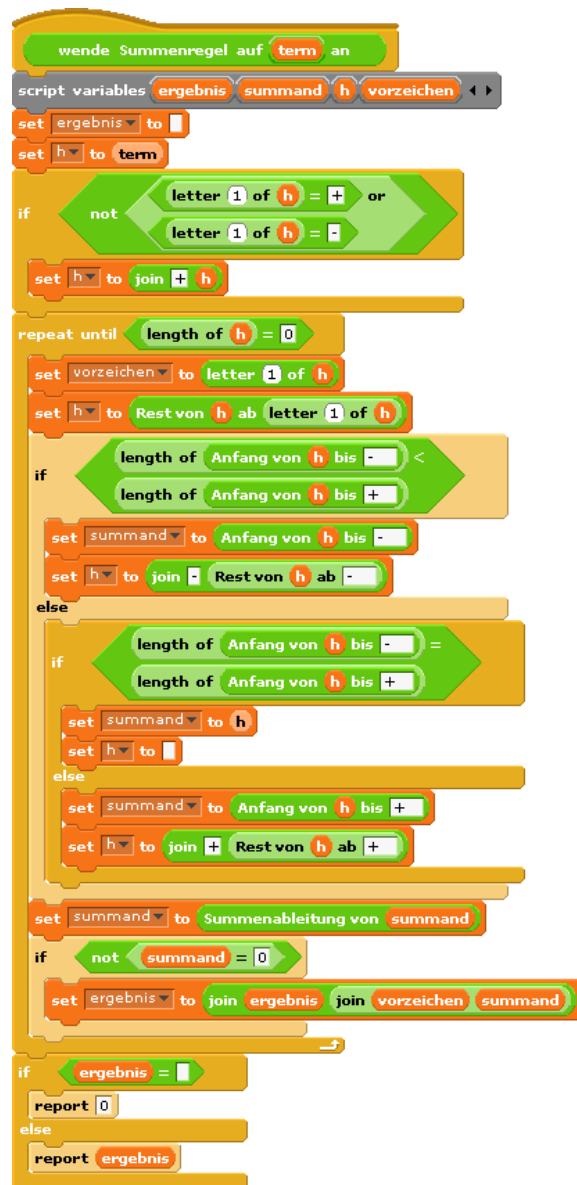 wende Summenregel auf term an
script variables ergebnis summand h vorzeichen
set ergebnis to
set h to term
letter 1 of h = + or
if not
letter 1 of h = -
set h to join + h
repeat until length of h = 0
set vorzeichen to letter 1 of h
set h to Rest von h ab letter 1 of h
length of Anfang von h bis - <
if
length of Anfang von h bis +
set summand to Anfang von h bis -
set h to join - Rest von h ab -
else
length of Anfang von h bis - =
if
length of Anfang von h bis +
set summand to h
set h to
else
set summand to Anfang von h bis +
set h to join + Rest von h ab +
set summand to Summenableitung von summand
if not summand = 0
set ergebnis to join ergebnis join vorzeichen summand
if ergebnis =
report 0
else
report ergebnis